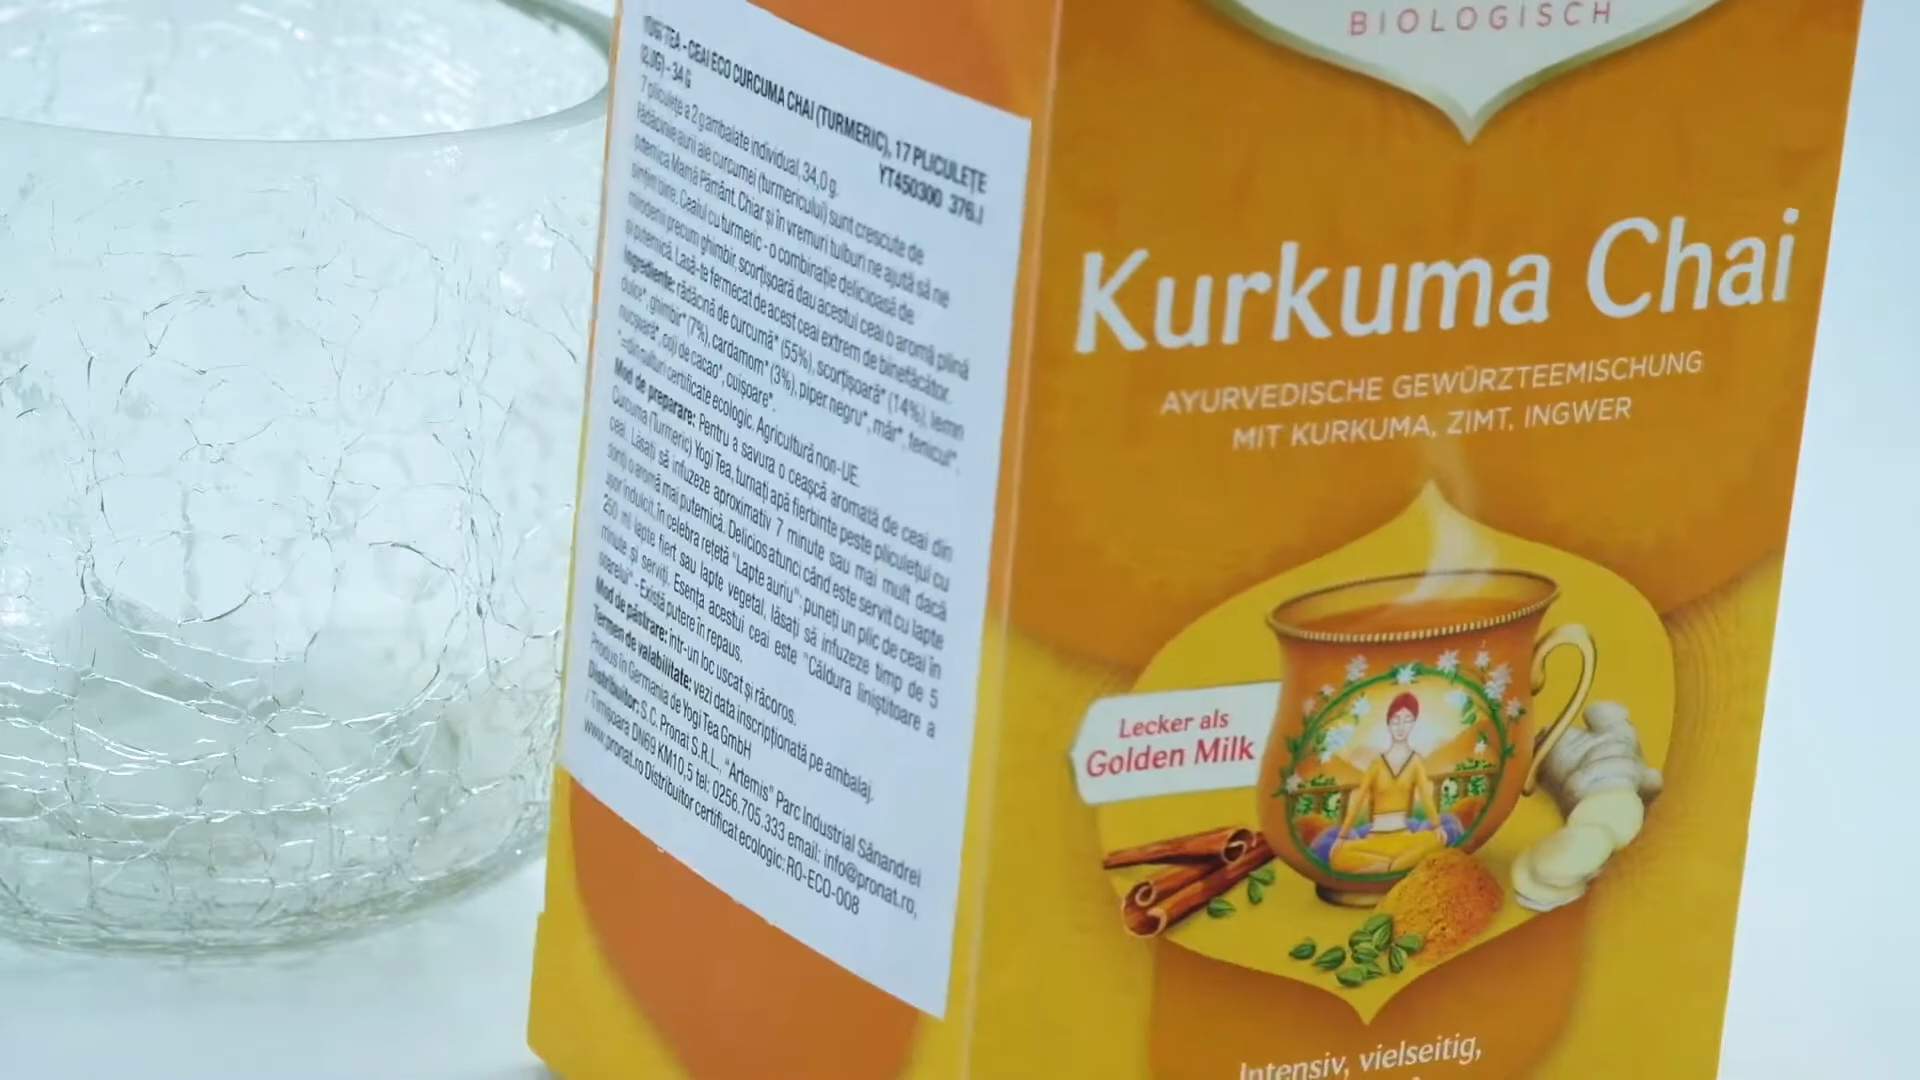 YOGI TEA - CEAI ECO CURCUMA CHAI (TURMERIC), 17 PLICULEȚE
(2,0G) - 34 G
YT450300 376.I
7 pliculețe a 2 g ambalate individual, 34,0 g.
Rădăcinile aurii ale curcumei (turmericului) sunt crescute de
puternica Mamă Pământ. Chiar și în vremuri tulburi ne ajută să ne
simțim bine. Ceaiul cu turmeric - o combinație delicioasă de
mirodenii precum ghimbir, scorțișoară dau acestui ceai o aromă plină
și puternică. Lasă-te fermecat de acest ceai extrem de binefăcător.
Ingrediente: rădăcină de curcumă* (55%), scorțișoară* (14%), lemn
dulce*, ghimbir* (7%), cardamom* (3%), piper negru*, măr*, fenicul*,
nucșoară*, coji de cacao*, cuișoare*.
*=din culturi certificate ecologic. Agricultură non-UE.
Mod de preparare: Pentru a savura o ceașcă aromată de ceai din
Curcuma (Turmeric) Yogi Tea, turnați apă fierbinte peste pliculețul cu
ceai. Lăsați să infuzeze aproximativ 7 minute sau mai mult dacă
doriți o aromă mai puternică. Delicios atunci când este servit cu lapte
ușor îndulcit, în celebra rețetă "Lapte auriu": puneți un plic de ceai în
250 ml lapte fiert sau lapte vegetal, lăsați să infuzeze timp de 5
minute și serviți. Esența acestui ceai este "Căldura liniștitoare a
soarelui" - Există putere în repaus.
Mod de păstrare: într-un loc uscat și răcoros.
Termen de valabilitate: vezi data inscripționată pe ambalaj.
Produs în Germania de Yogi Tea GmbH
Distribuitor: S.C. Pronat S.R.L., "Artemis" Parc Industrial Sânandrei
/ Timișoara DN69 KM10,5 tel: 0256.705.333 email: info@pronat.ro,
www.pronat.ro Distribuitor certificat ecologic: RO-ECO-008
BIOLOGISCH
Kurkuma Chai
AYURVEDISCHE GEWÜRZTEEMISCHUNG
MIT KURKUMA, ZIMT, INGWER
Lecker als
Golden Milk
Intensiv, vielseitig,